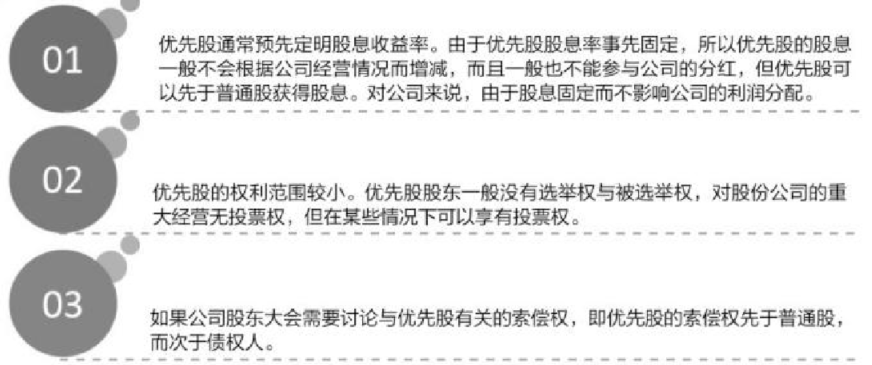 01
优先股通常预先定明股息收益率。由于优先股股息率事先固定，所以优先股的股息
一般不会根据公司经营情况而增减，而且一般也不能参与公司的分红，但优先股可
以先于普通股获得股息。对公司来说，由于股息固定而不影响公司的利润分配。
02
优先股的权利范围较小。优先股股东一般没有选举权与被选举权，对股份公司的重
大经营无投票权，但在某些情况下可以享有投票权。
03
如果公司股东大会需要讨论与优先股有关的索偿权，即优先股的索偿权先于普通股，
而次于债权人。